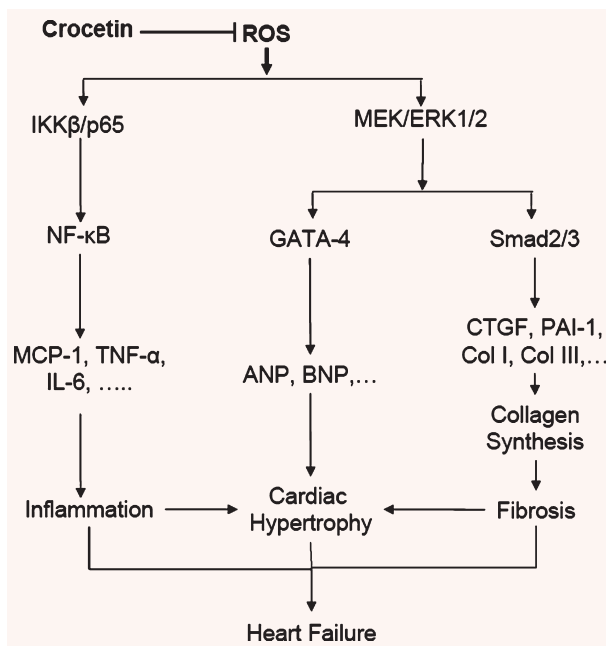 Crocetin
ROS
IKKβ/p65
MEK/ERK1/2
NF-κB
GATA-4
Smad2/3
MCP-1, TNF-α,
IL-6, …..
ANP, BNP,…
CTGF, PAI-1,
Col I, Col III,…
Collagen
Synthesis
Inflammation
Cardiac
Hypertrophy
Fibrosis
Heart Failure